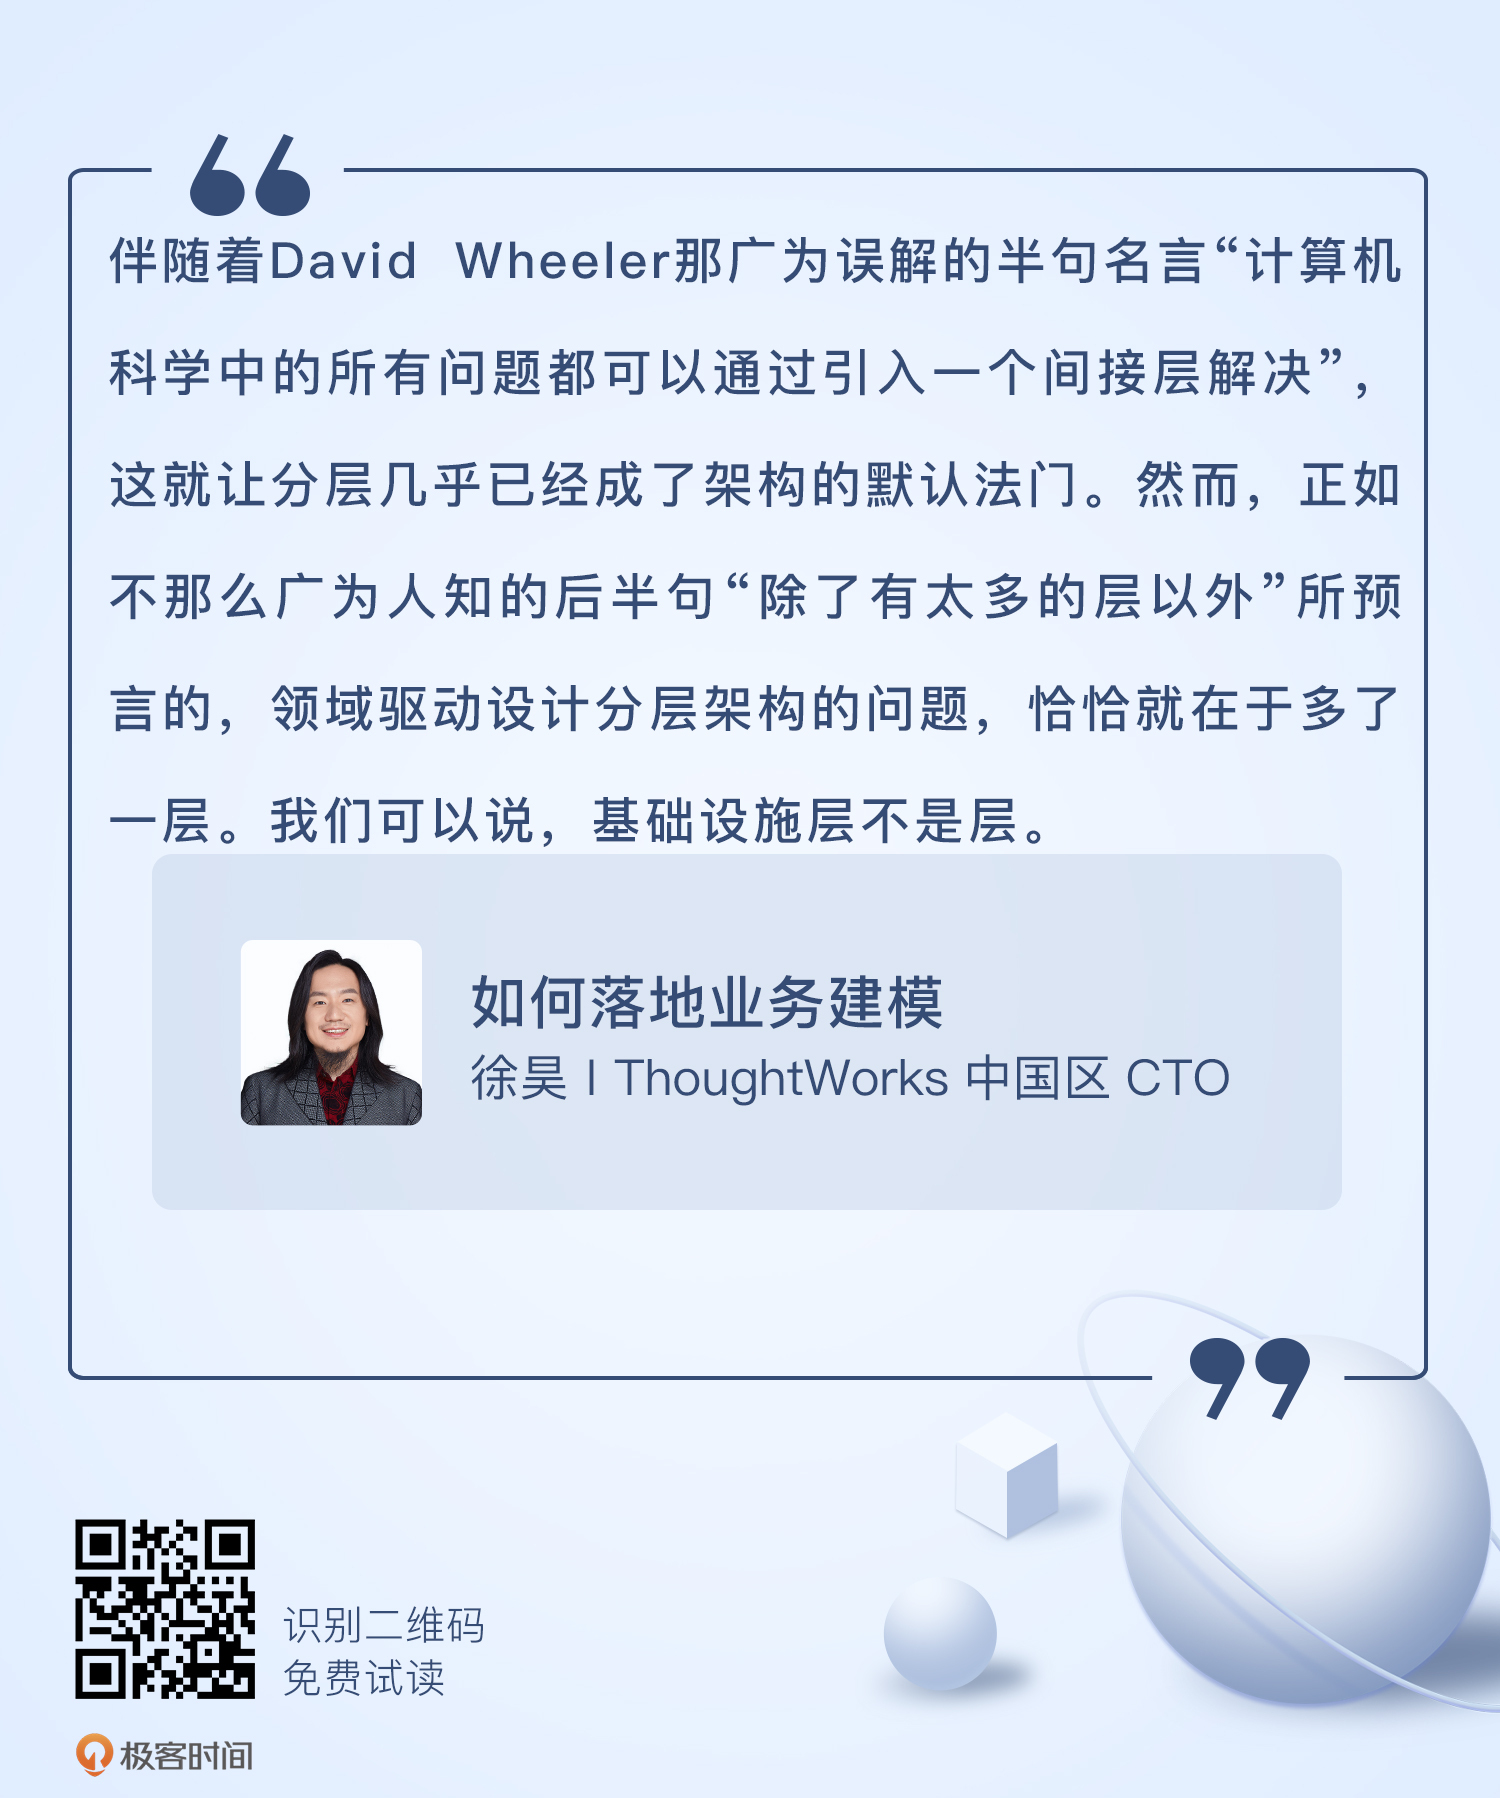 伴随着David Wheeler那广为误解的半句名言“计算机
科学中的所有问题都可以通过引入一个间接层解决”，
这就让分层几乎已经成了架构的默认法门。然而，正如
不那么广为人知的后半句“除了有太多的层以外”所预
言的，领域驱动设计分层架构的问题，恰恰就在于多了
一层。我们可以说，基础设施层不是层。
如何落地业务建模
徐昊 | ThoughtWorks 中国区 CTO
识别二维码
免费试读
极客时间